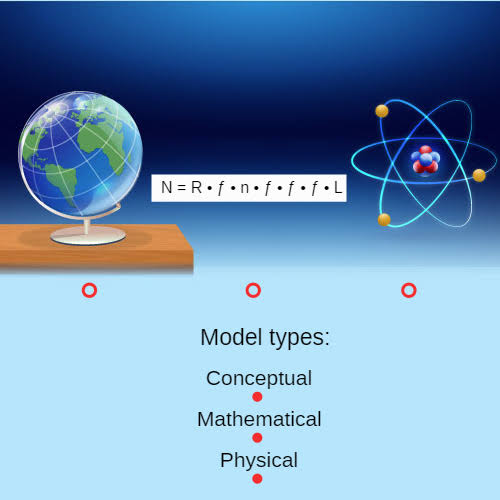 N = R • ƒ • n • ƒ • ƒ • ƒ • L
Model types:
Conceptual
Mathematical
Physical